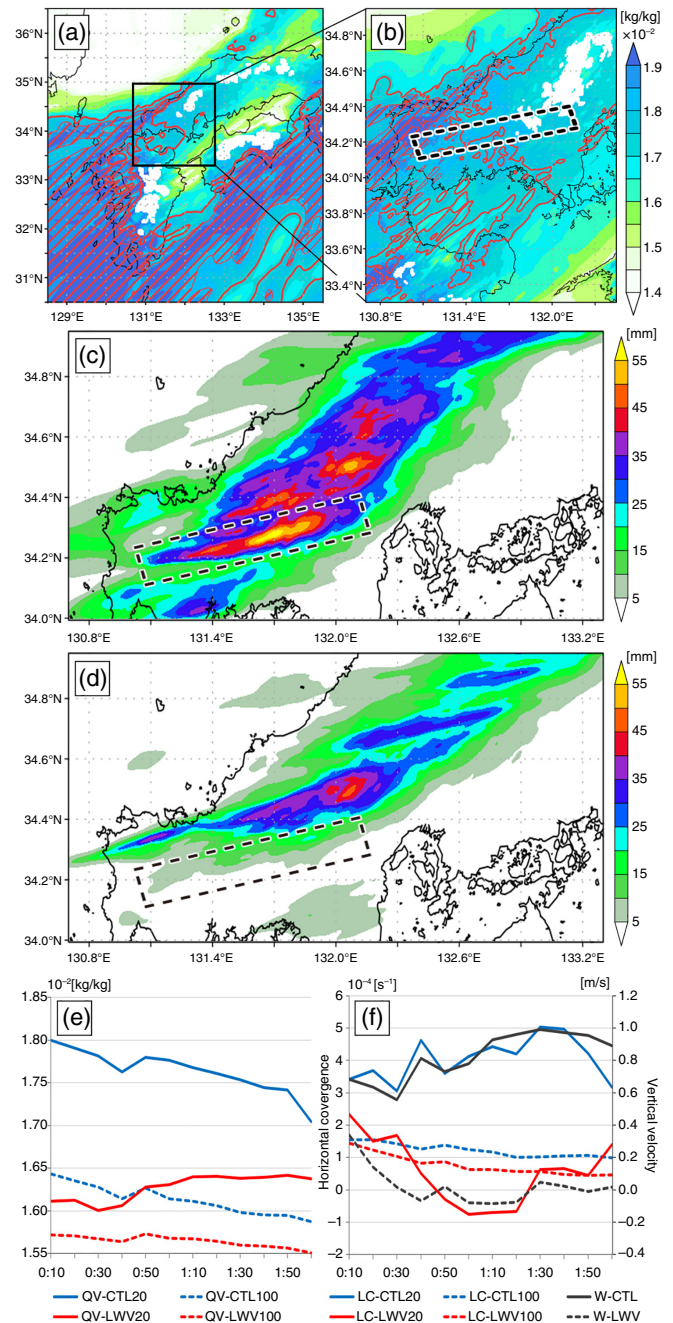 (a)
36°N
35°N
34°N
33°N
32°N
31°N
129°E 131°E 133°E 135°E
(b)
34.8°N
34.6°N
34.4°N
34.2°N
34.0°N
33.8°N
33.6°N
33.4°N
130.8°E 131.4°E 132.0°E
[kg/kg]
×10⁻²
1.9
1.8
1.7
1.6
1.5
1.4
(c)
34.8°N
34.6°N
34.4°N
34.2°N
34.0°N
130.8°E 131.4°E 132.0°E 132.6°E 133.2°E
[mm]
55
45
35
25
15
5
(d)
34.8°N
34.6°N
34.4°N
34.2°N
34.0°N
130.8°E 131.4°E 132.0°E 132.6°E 133.2°E
[mm]
55
45
35
25
15
5
10⁻²[kg/kg]
(e)
1.85
1.80
1.75
1.70
1.65
1.60
1.55
0:10 0:30 0:50 1:10 1:30 1:50
QV-CTL20 QV-CTL100
QV-LWV20 QV-LWV100
10⁻⁴ [s⁻¹] [m/s]
(f)
Horizontal covergence
6
5
4
3
2
1
0
−1
−2
Vertical velocity
1.2
1.0
0.8
0.6
0.4
0.2
0.0
−0.2
−0.4
0:10 0:30 0:50 1:10 1:30 1:50
LC-CTL20 LC-CTL100 W-CTL
LC-LWV20 LC-LWV100 W-LWV